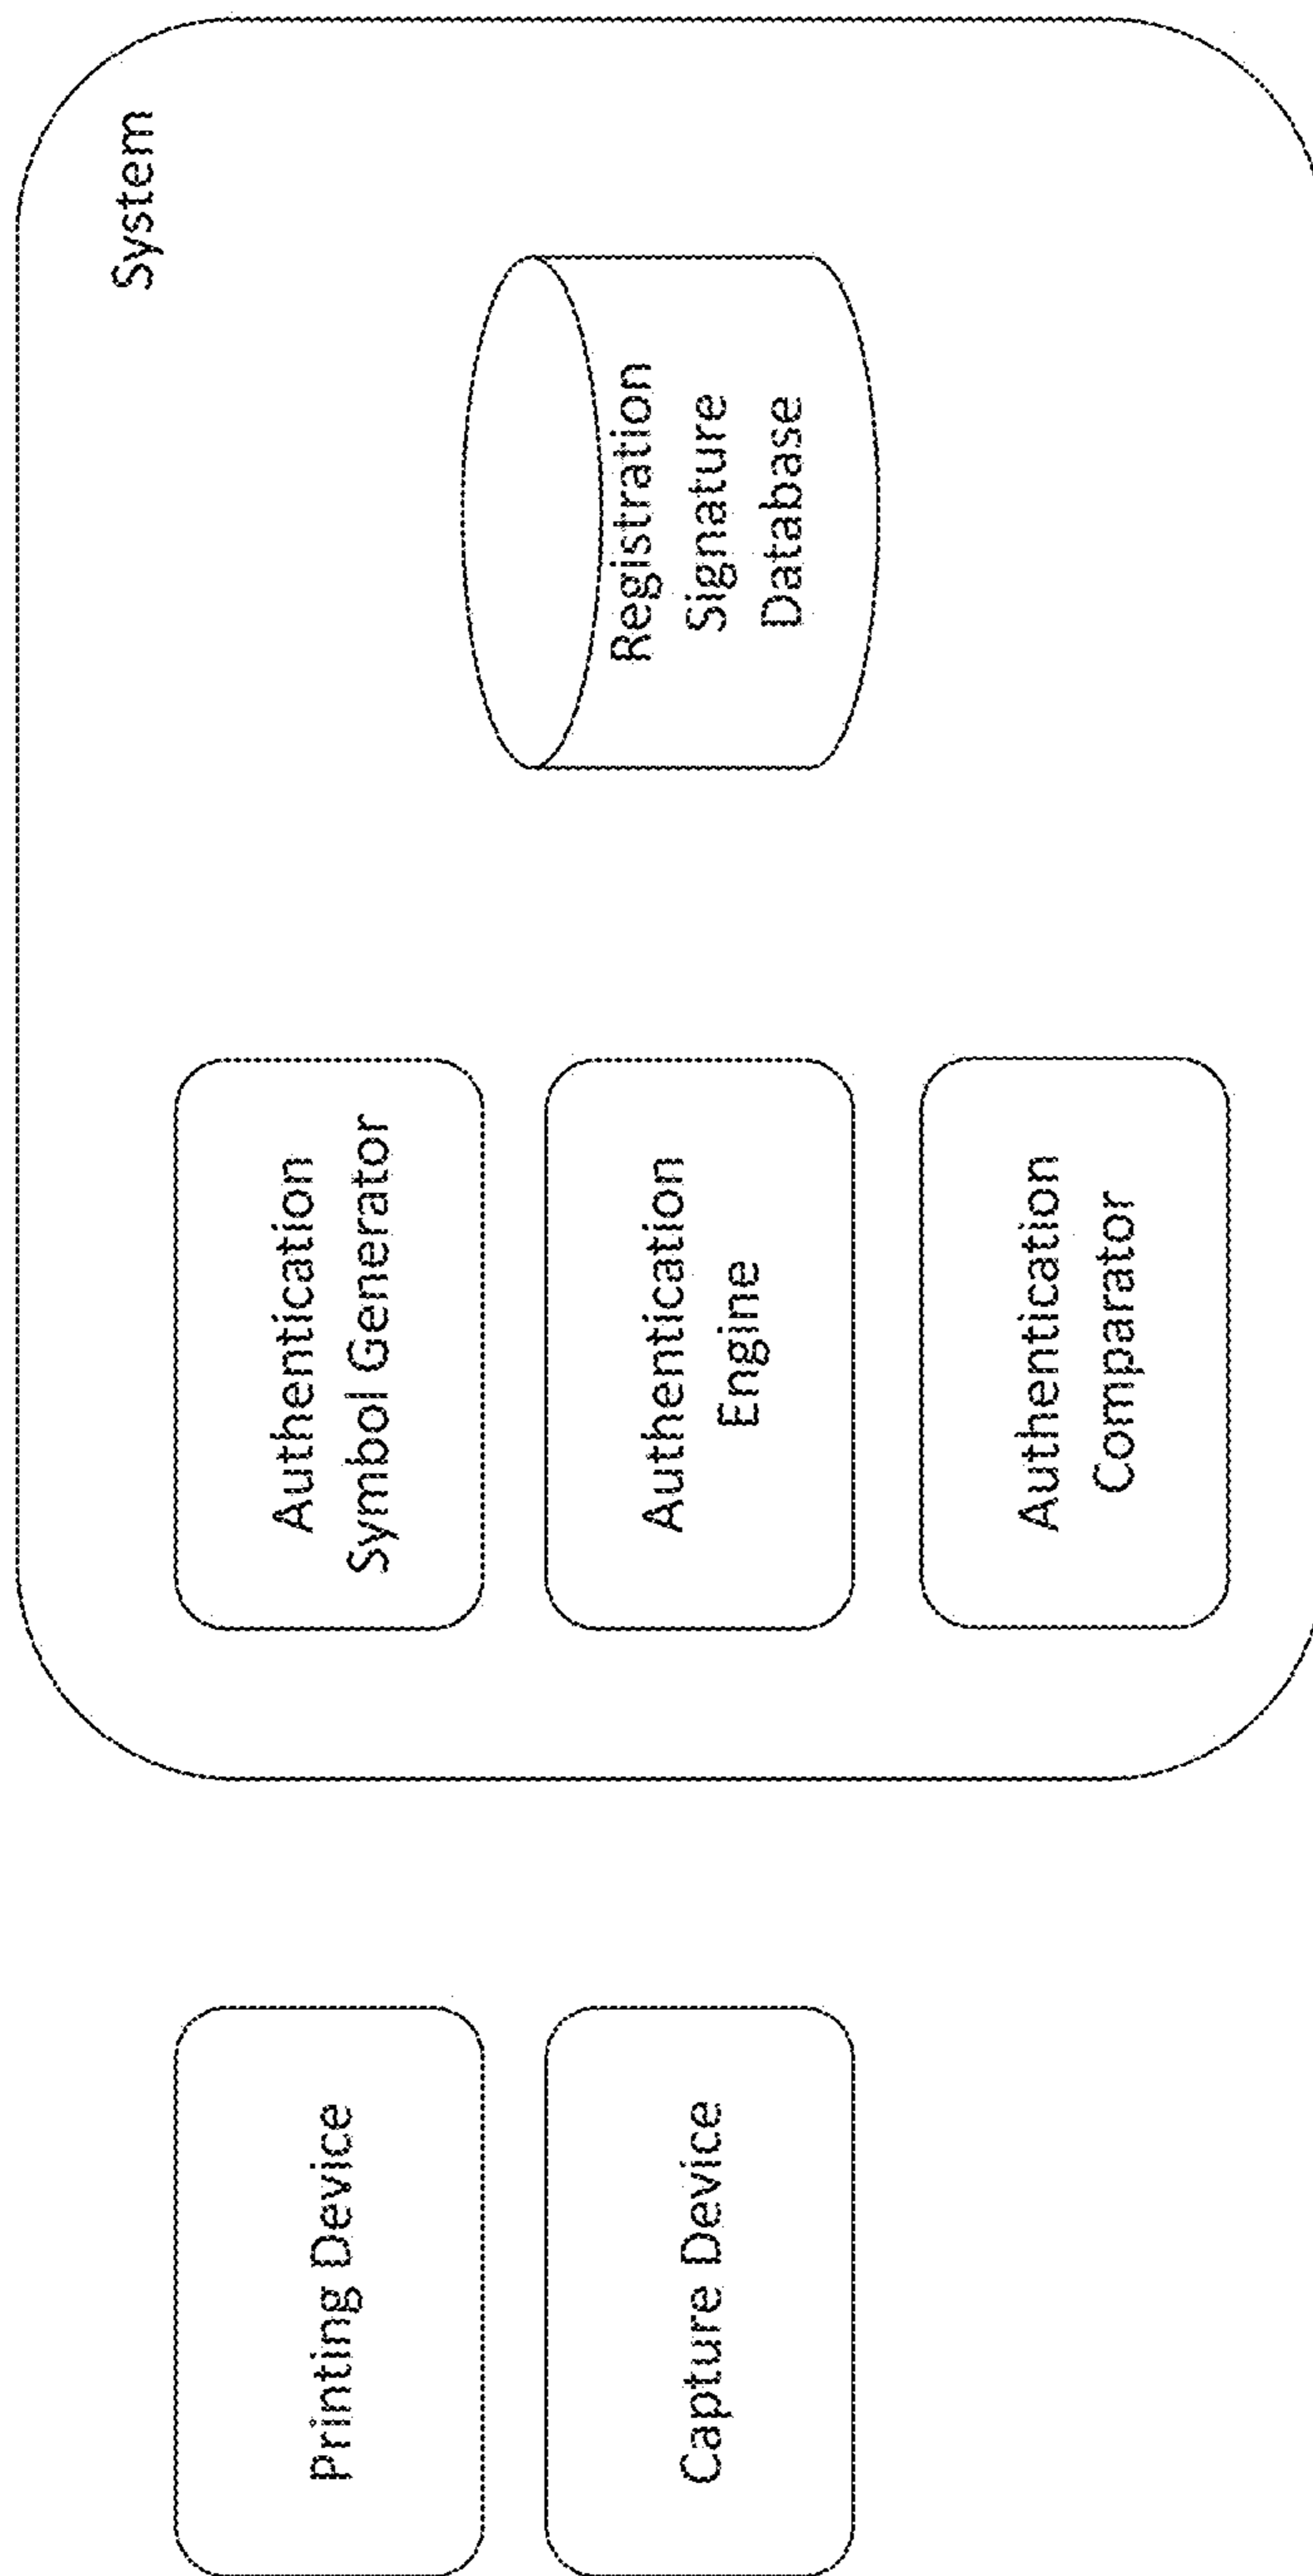 System
Printing Device
Authentication
Symbol Generator
Capture Device
Authentication
Engine
Registration
Signature
Database
Authentication
Comparator